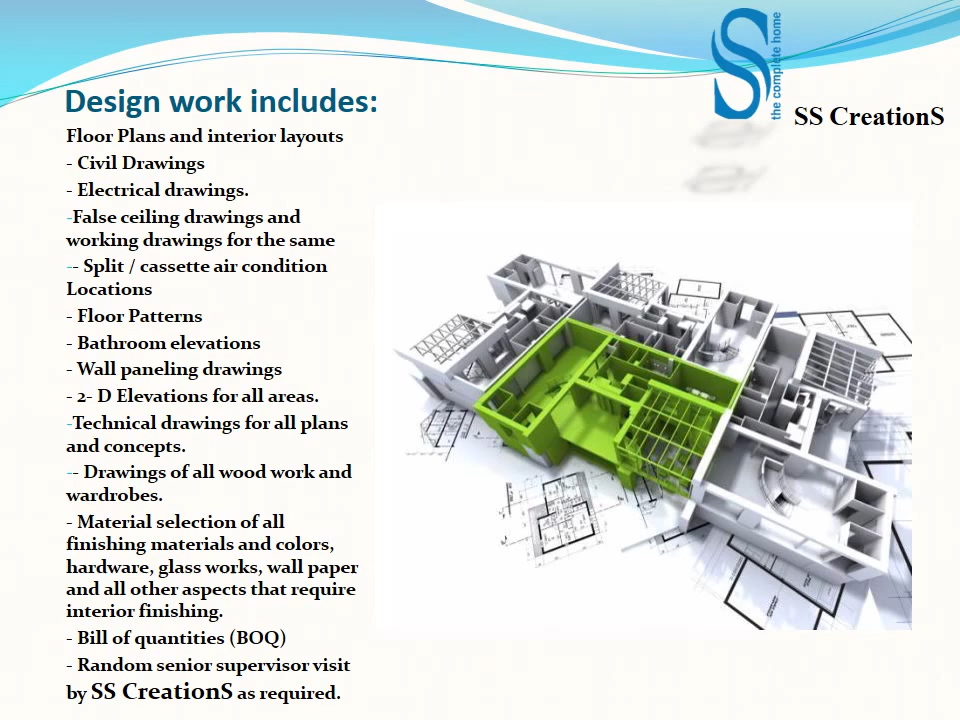 the complete home
SS CreationS
Design work includes:
Floor Plans and interior layouts
- Civil Drawings
- Electrical drawings.
-False ceiling drawings and
working drawings for the same
-- Split / cassette air condition
Locations
- Floor Patterns
- Bathroom elevations
- Wall paneling drawings
- 2- D Elevations for all areas.
-Technical drawings for all plans
and concepts.
-- Drawings of all wood work and
wardrobes.
- Material selection of all
finishing materials and colors,
hardware, glass works, wall paper
and all other aspects that require
interior finishing.
- Bill of quantities (BOQ)
- Random senior supervisor visit
by SS CreationS as required.